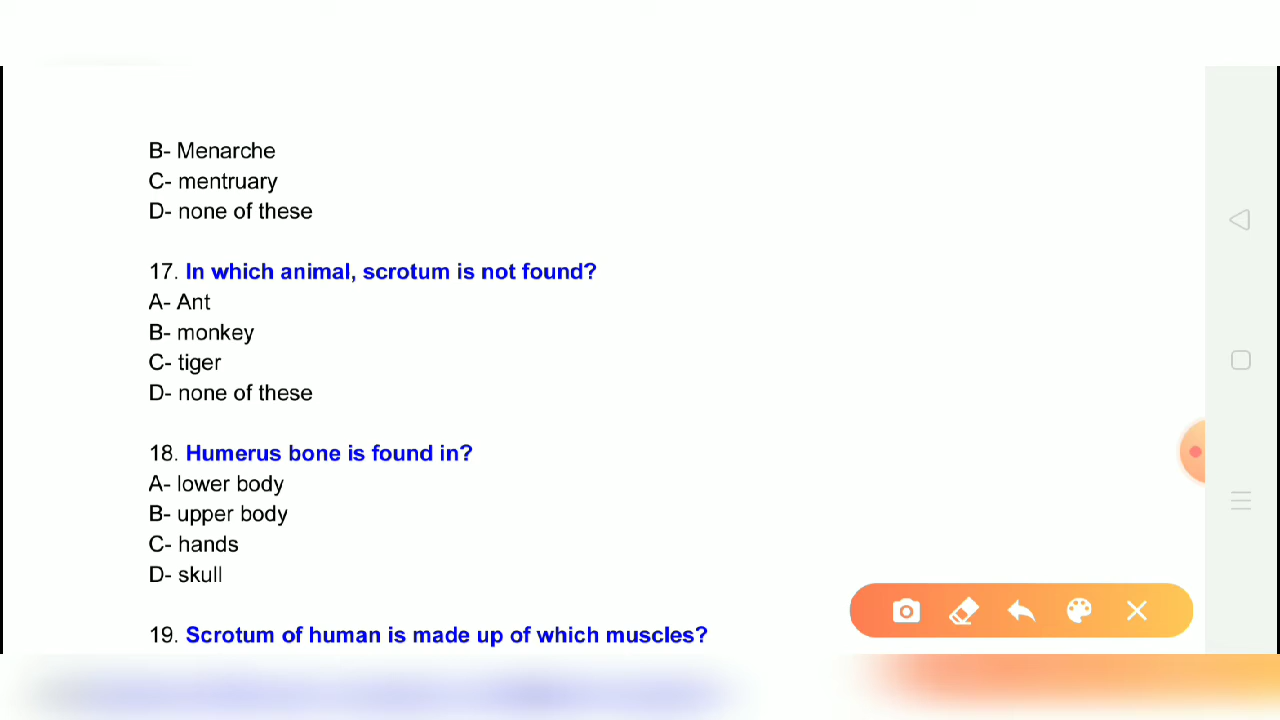 B- Menarche
C- mentruary
D- none of these
17. In which animal, scrotum is not found?
A- Ant
B- monkey
C- tiger
D- none of these
18. Humerus bone is found in?
A- lower body
B- upper body
C- hands
D- skull
19. Scrotum of human is made up of which muscles?